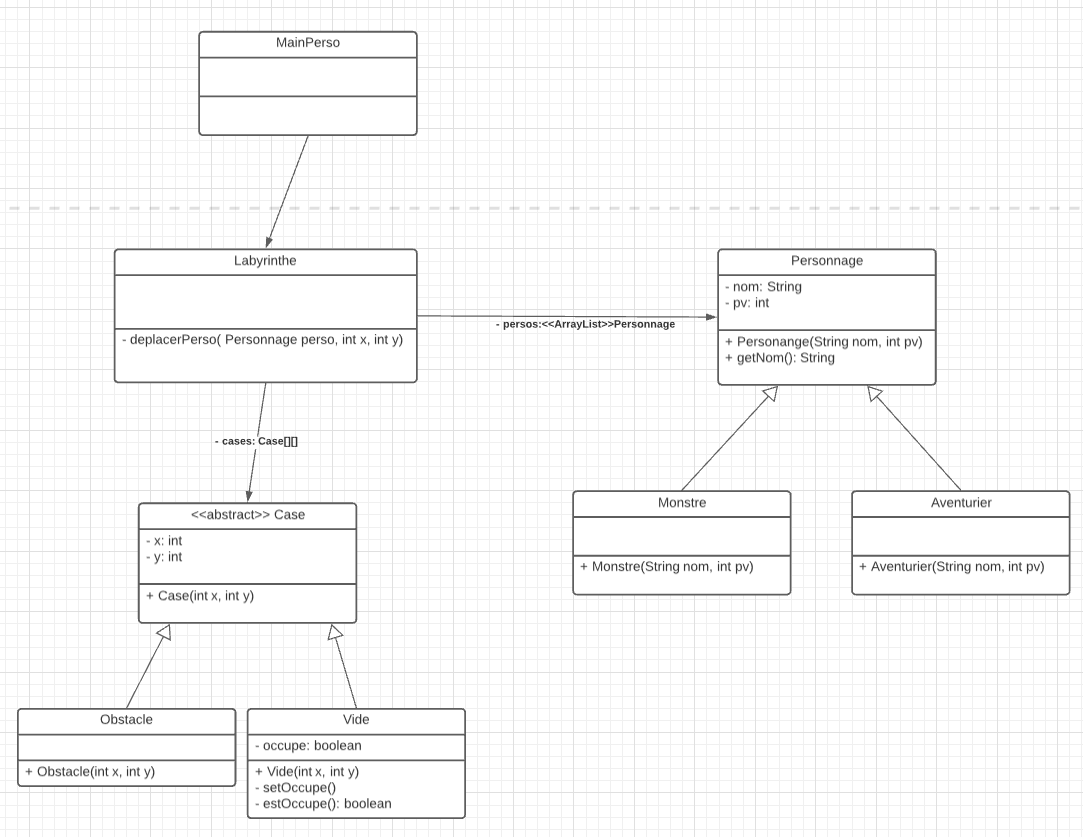 MainPerso
Labyrinthe
- deplacerPerso( Personnage perso, int x, int y)
- persos:<<ArrayList>>Personnage
Personnage
- nom: String
- pv: int
+ Personange(String nom, int pv)
+ getNom(): String
- cases: Case[][]
<<abstract>> Case
- x: int
- y: int
+ Case(int x, int y)
Monstre
+ Monstre(String nom, int pv)
Aventurier
+ Aventurier(String nom, int pv)
Obstacle
+ Obstacle(int x, int y)
Vide
- occupe: boolean
+ Vide(int x, int y)
- setOccupe()
- estOccupe(): boolean